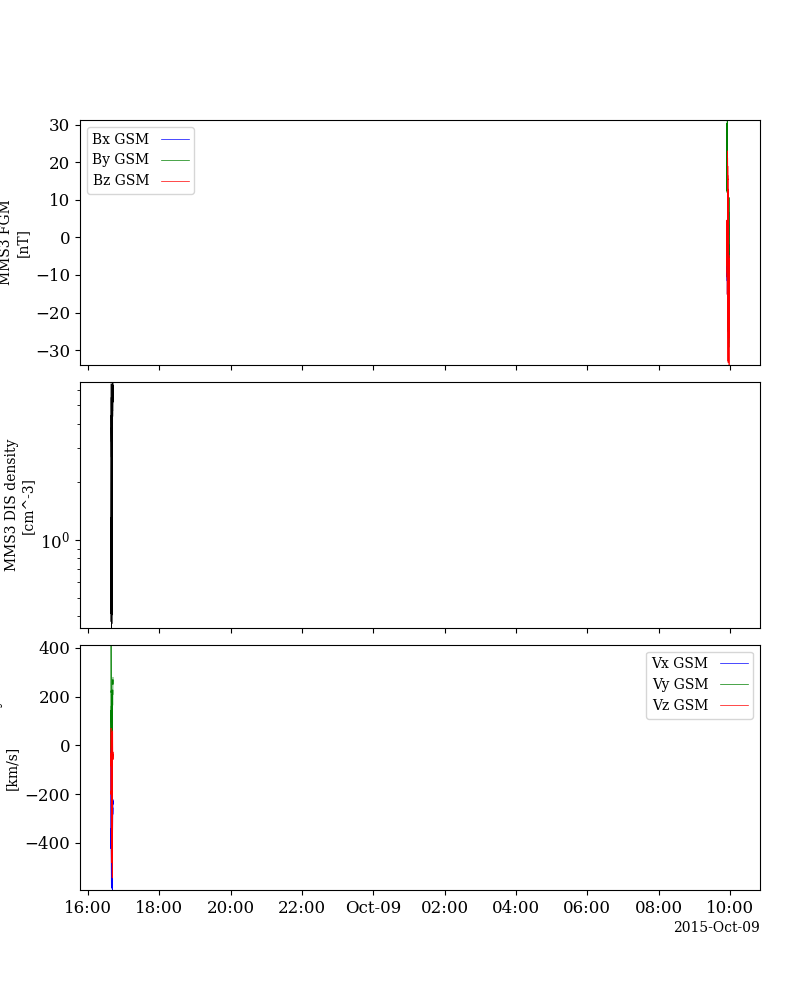 30
20
10
0
−10
−20
−30
MMS3 FGM
[nT]
Bx GSM
By GSM
Bz GSM
10^0
MMS3 DIS density
[cm^-3]
400
200
0
−200
−400
[km/s]
Vx GSM
Vy GSM
Vz GSM
16:00 18:00 20:00 22:00 Oct-09 02:00 04:00 06:00 08:00 10:00
2015-Oct-09